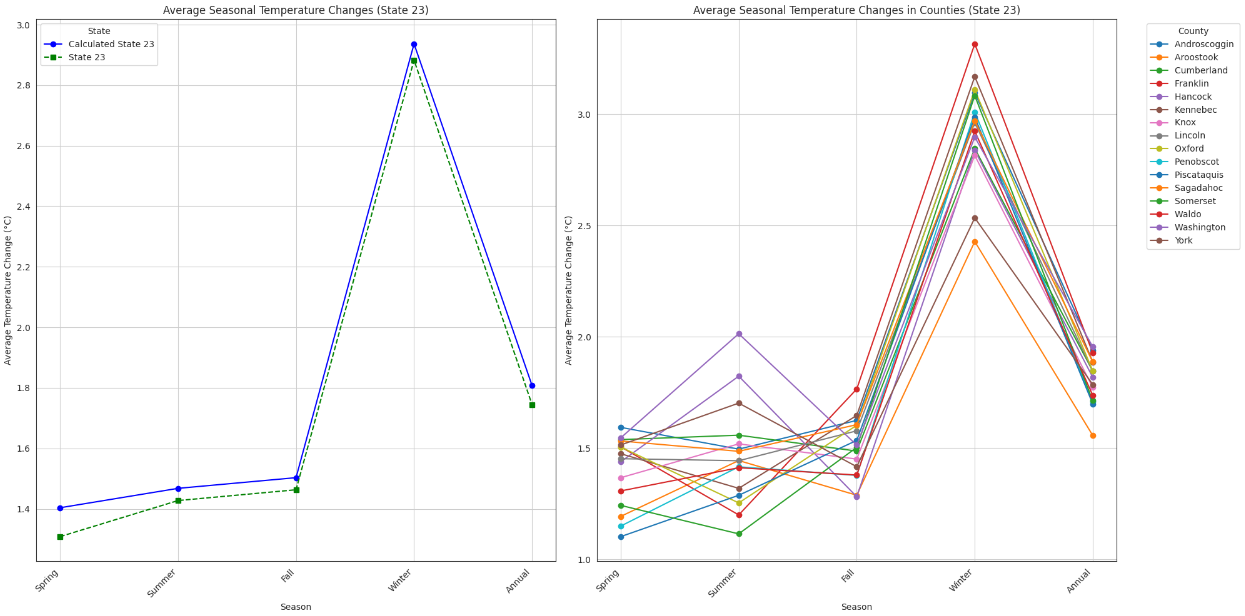 Average Seasonal Temperature Changes (State 23)
3.0
2.8
2.6
2.4
2.2
2.0
1.8
1.6
1.4
Average Temperature Change (°C)
State
Calculated State 23
State 23
Spring
Summer
Fall
Winter
Annual
Season
Average Seasonal Temperature Changes in Counties (State 23)
3.0
2.5
2.0
1.5
1.0
Average Temperature Change (°C)
Spring
Summer
Fall
Winter
Annual
Season
County
Androscoggin
Aroostook
Cumberland
Franklin
Hancock
Kennebec
Knox
Lincoln
Oxford
Penobscot
Piscataquis
Sagadahoc
Somerset
Waldo
Washington
York